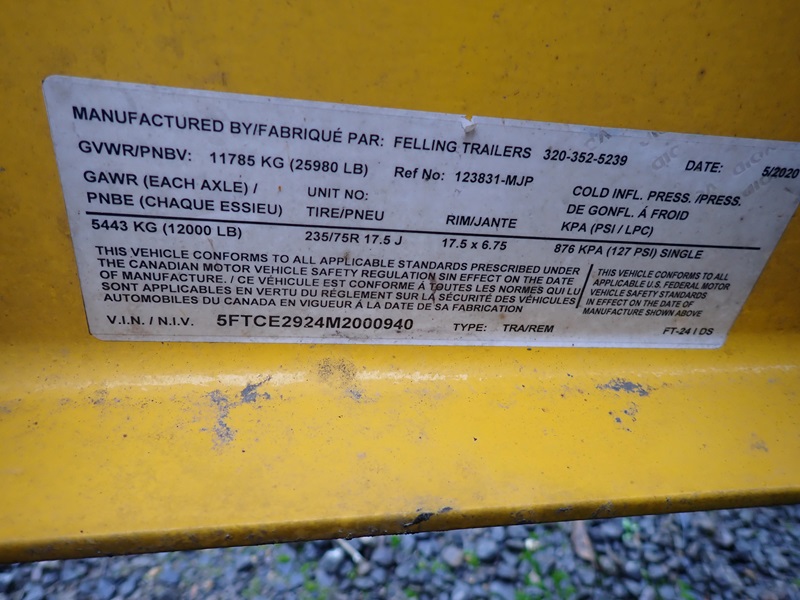 MANUFACTURED BY/FABRIQUÉ PAR: FELLING TRAILERS 320-352-5239 DATE: 5/2020
GVWR/PNBV: 11785 KG (25980 LB) Ref No: 123831-MJP
GAWR (EACH AXLE) / UNIT NO: COLD INFL. PRESS. /PRESS.
PNBE (CHAQUE ESSIEU) TIRE/PNEU RIM/JANTE DE GONFL. Á FROID
KPA (PSI / LPC)
5443 KG (12000 LB) 235/75R 17.5 J 17.5 x 6.75 876 KPA (127 PSI) SINGLE
THIS VEHICLE CONFORMS TO ALL APPLICABLE STANDARDS PRESCRIBED UNDER
THE CANADIAN MOTOR VEHICLE SAFETY REGULATION SIN EFFECT ON THE DATE
OF MANUFACTURE. / CE VÉHICULE EST CONFORME À TOUTES LES NORMES QUI LUI
SONT APPLICABLES EN VERTU DU RÈGLEMENT SUR LA SÉCURITÉ DES VÉHICULES
AUTOMOBILES DU CANADA EN VIGUEUR À LA DATE DE SA FABRICATION
THIS VEHICLE CONFORMS TO ALL
APPLICABLE U.S. FEDERAL MOTOR
VEHICLE SAFETY STANDARDS
IN EFFECT ON THE DATE OF
MANUFACTURE SHOWN ABOVE
V.I.N. / N.I.V. 5FTCE2924M2000940 TYPE: TRA/REM FT-24 I DS